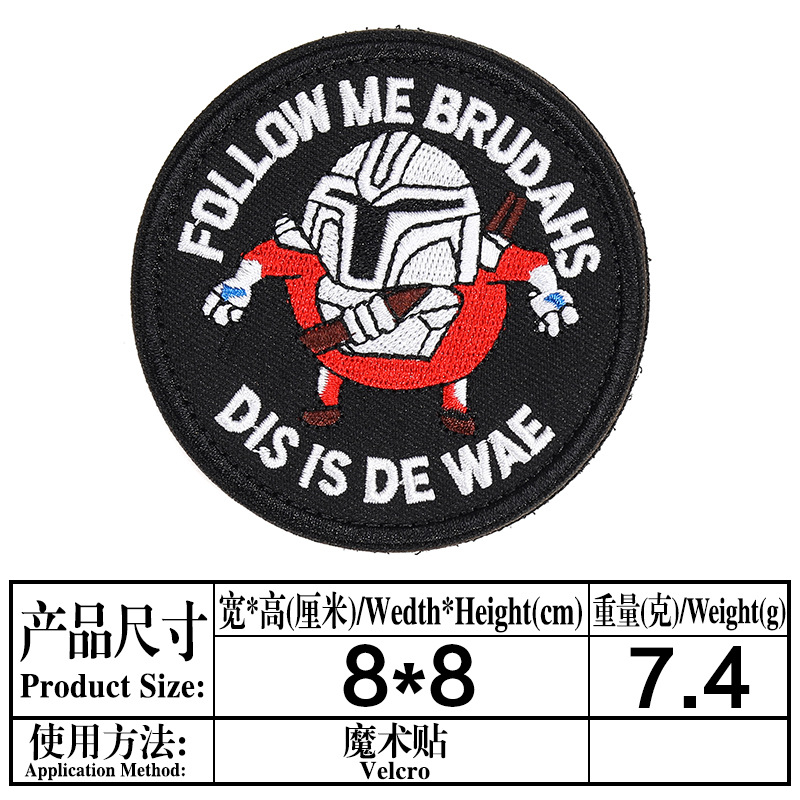 FOLLOW ME BRUDAHS
DIS IS DE WAE
产品尺寸
Product Size:
宽*高(厘米)/Wedth*Height(cm)
重量(克)/Weight(g)
8*8
7.4
使用方法:
Application Method:
魔术贴
Velcro